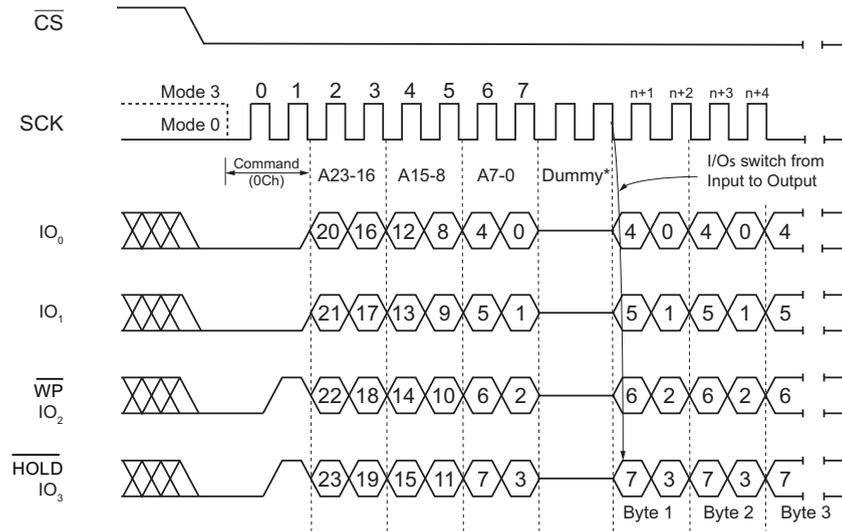 CS
SCK
Mode 3
Mode 0
0 1 2 3 4 5 6 7 n+1 n+2 n+3 n+4
Command
(0Ch)
A23-16 A15-8 A7-0 Dummy*
I/Os switch from
Input to Output
IO0
20 16 12 8 4 0 4 0 4 0 4
IO1
21 17 13 9 5 1 5 1 5 1 5
WP
IO2
22 18 14 10 6 2 6 2 6 2 6
HOLD
IO3
23 19 15 11 7 3 7 3 7 3 7
Byte 1 Byte 2 Byte 3